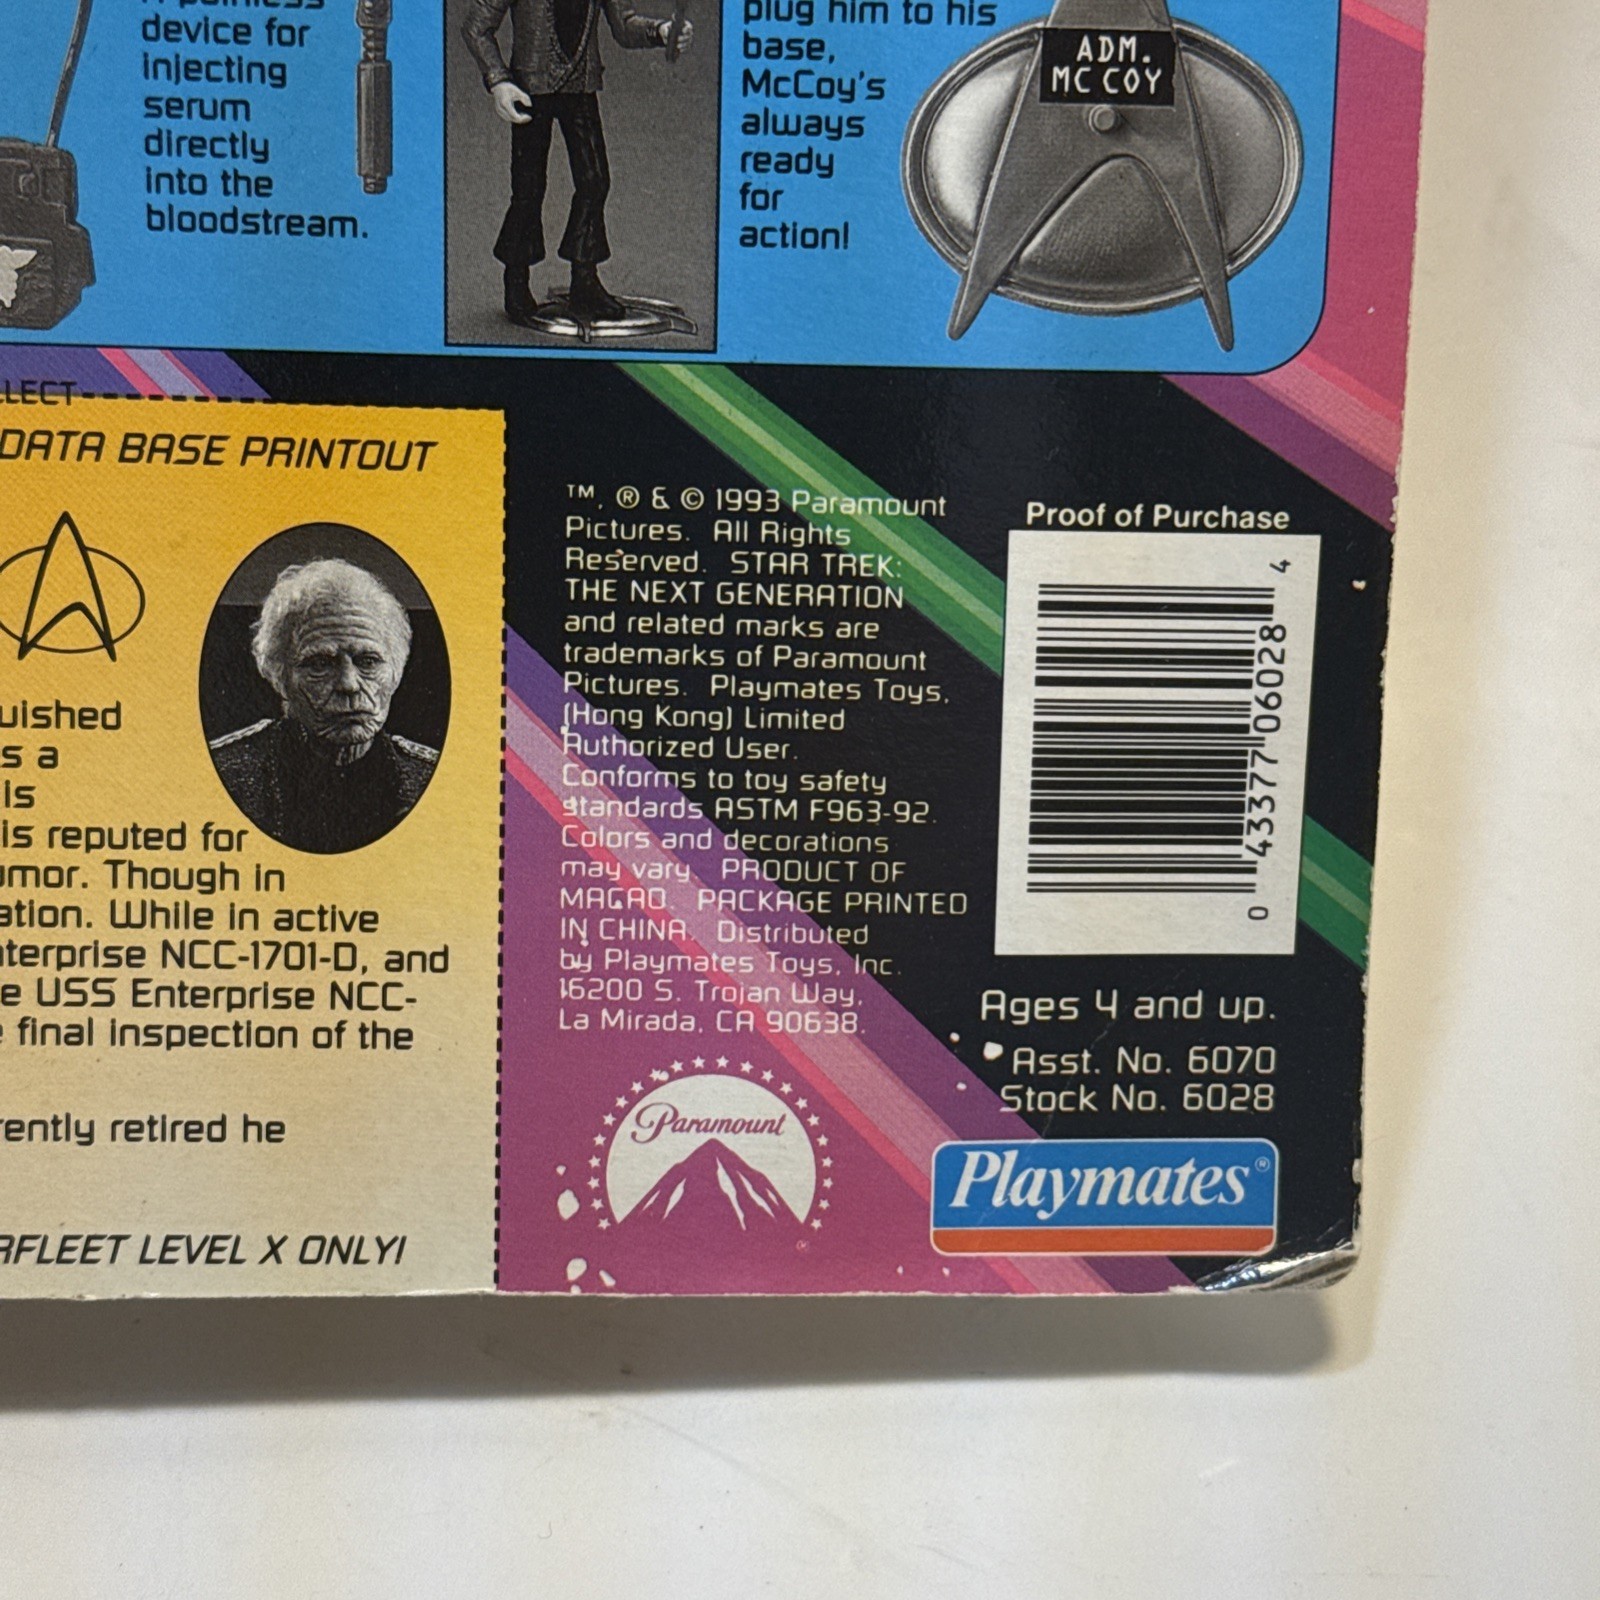 device for
injecting
serum
directly
into the
bloodstream.
plug him to his
base,
McCoy's
always
ready
for
action!
ADM.
MC COY
DATA BASE PRINTOUT
is
s a
is reputed for
Though in
While in active
NCC-1701-D, and
USS Enterprise NCC-
final inspection of the
retired he
LEVEL X ONLY!
™, ® & © 1993 Paramount
Pictures. All Rights
Reserved. STAR TREK:
THE NEXT GENERATION
and related marks are
trademarks of Paramount
Pictures. Playmates Toys,
(Hong Kong) Limited
Authorized User.
Conforms to toy safety
standards ASTM F963-92.
Colors and decorations
may vary. PRODUCT OF
MACAO. PACKAGE PRINTED
IN CHINA. Distributed
by Playmates Toys, Inc.
16200 S. Trojan Way,
La Mirada, CA 90638.
Paramount
®
Proof of Purchase
0 43377 06028 4
Ages 4 and up.
Asst. No. 6070
Stock No. 6028
Playmates®